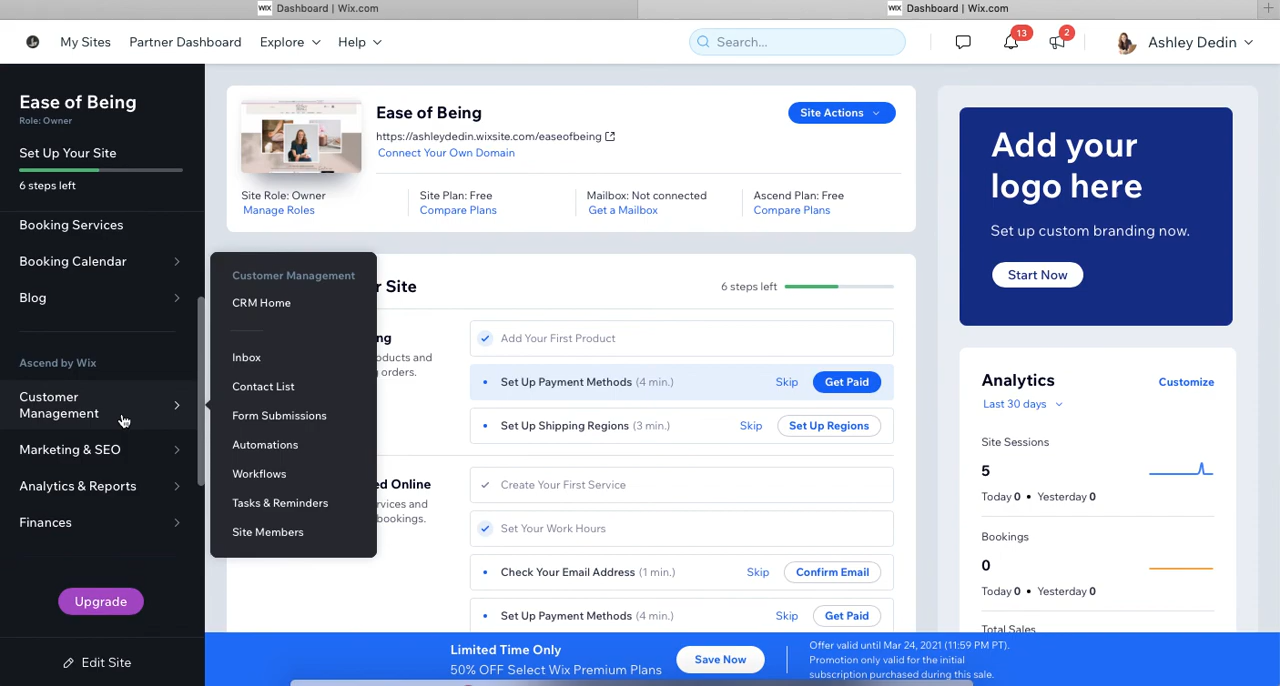 WiX Dashboard | Wix.com
WiX Dashboard | Wix.com
My Sites Partner Dashboard Explore Help
Search...
13
2
Ashley Dedin
Ease of Being
Role: Owner
Set Up Your Site
6 steps left
Booking Services
Booking Calendar
Blog
Ascend by Wix
Customer
Management
Marketing & SEO
Analytics & Reports
Finances
Upgrade
Edit Site
Customer Management
CRM Home
Inbox
Contact List
Form Submissions
Automations
Workflows
Tasks & Reminders
Site Members
Ease of Being
https://ashleydedin.wixsite.com/easeofbeing
Connect Your Own Domain
Site Actions
Site Role: Owner
Manage Roles
Site Plan: Free
Compare Plans
Mailbox: Not connected
Get a Mailbox
Ascend Plan: Free
Compare Plans
r Site
6 steps left
ng
oducts and
g orders.
Add Your First Product
Set Up Payment Methods (4 min.) Skip Get Paid
Set Up Shipping Regions (3 min.) Skip Set Up Regions
ed Online
rvices and
bookings.
Create Your First Service
Set Your Work Hours
Check Your Email Address (1 min.) Skip Confirm Email
Set Up Payment Methods (4 min.) Skip Get Paid
Add your
logo here
Set up custom branding now.
Start Now
Analytics
Customize
Last 30 days
Site Sessions
5
Today 0 • Yesterday 0
Bookings
0
Today 0 • Yesterday 0
Total Sales
Limited Time Only
50% OFF Select Wix Premium Plans
Save Now
Offer valid until Mar 24, 2021 (11:59 PM PT).
Promotion only valid for the initial
subscription purchased during this sale.